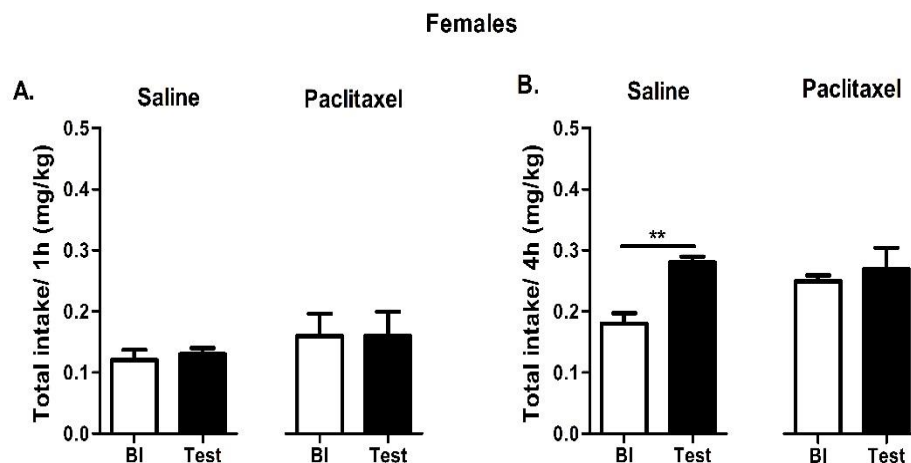 Females
A.
Saline
Paclitaxel
Total intake/ 1h (mg/kg)
0.5
0.4
0.3
0.2
0.1
0.0
Bl
Test
Bl
Test
B.
Saline
Paclitaxel
Total intake/ 4h (mg/kg)
0.5
0.4
0.3
0.2
0.1
0.0
**
Bl
Test
Bl
Test